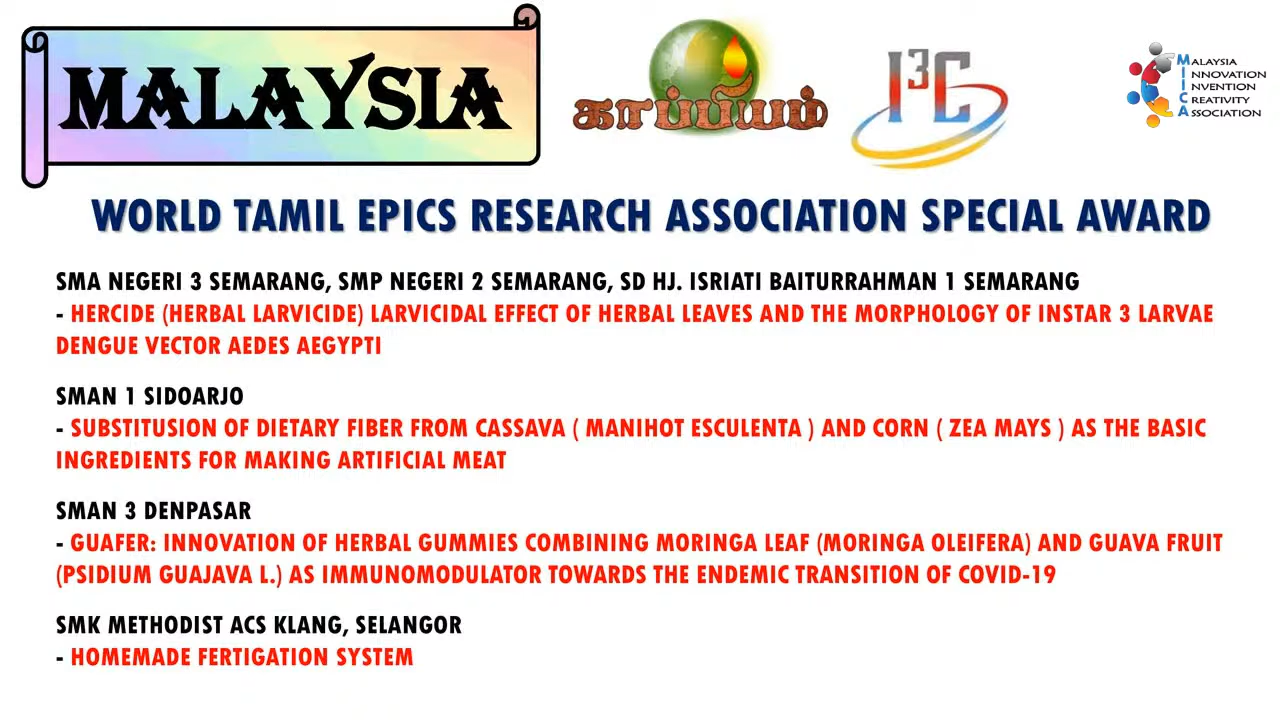 MALAYSIA
காப்பியம்
I³C
MALAYSIA
INNOVATION
INVENTION
CREATIVITY
ASSOCIATION
WORLD TAMIL EPICS RESEARCH ASSOCIATION SPECIAL AWARD
SMA NEGERI 3 SEMARANG, SMP NEGERI 2 SEMARANG, SD HJ. ISRIATI BAITURRAHMAN 1 SEMARANG
- HERCIDE (HERBAL LARVICIDE) LARVICIDAL EFFECT OF HERBAL LEAVES AND THE MORPHOLOGY OF INSTAR 3 LARVAE
DENGUE VECTOR AEDES AEGYPTI
SMAN 1 SIDOARJO
- SUBSTITUSION OF DIETARY FIBER FROM CASSAVA ( MANIHOT ESCULENTA ) AND CORN ( ZEA MAYS ) AS THE BASIC
INGREDIENTS FOR MAKING ARTIFICIAL MEAT
SMAN 3 DENPASAR
- GUAFER: INNOVATION OF HERBAL GUMMIES COMBINING MORINGA LEAF (MORINGA OLEIFERA) AND GUAVA FRUIT
(PSIDIUM GUAJAVA L.) AS IMMUNOMODULATOR TOWARDS THE ENDEMIC TRANSITION OF COVID-19
SMK METHODIST ACS KLANG, SELANGOR
- HOMEMADE FERTIGATION SYSTEM